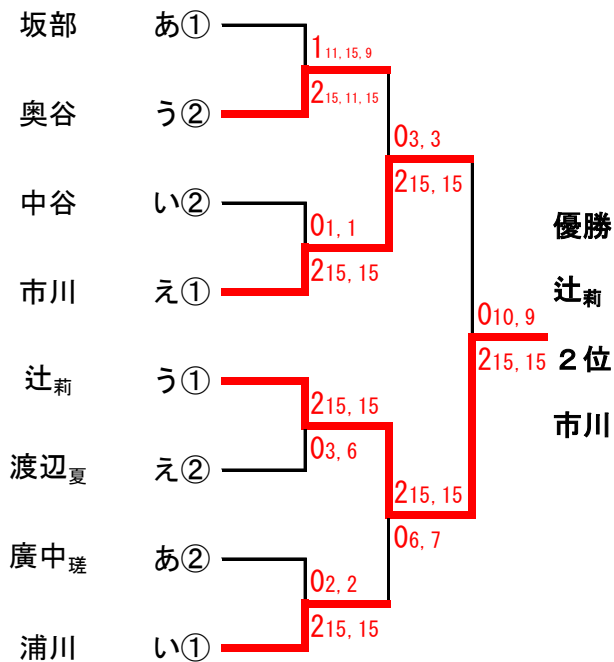 坂部 あ①
1 11, 15, 9
奥谷 う②
2 15, 11, 15
0 3, 3
中谷 い②
2 15, 15
0 1, 1
優勝
市川 え①
2 15, 15
辻莉
0 10, 9
辻莉 う①
2 15, 15
2位
2 15, 15
市川
0 3, 6
渡辺夏 え②
2 15, 15
0 6, 7
廣中瑳 あ②
0 2, 2
2 15, 15
浦川 い①